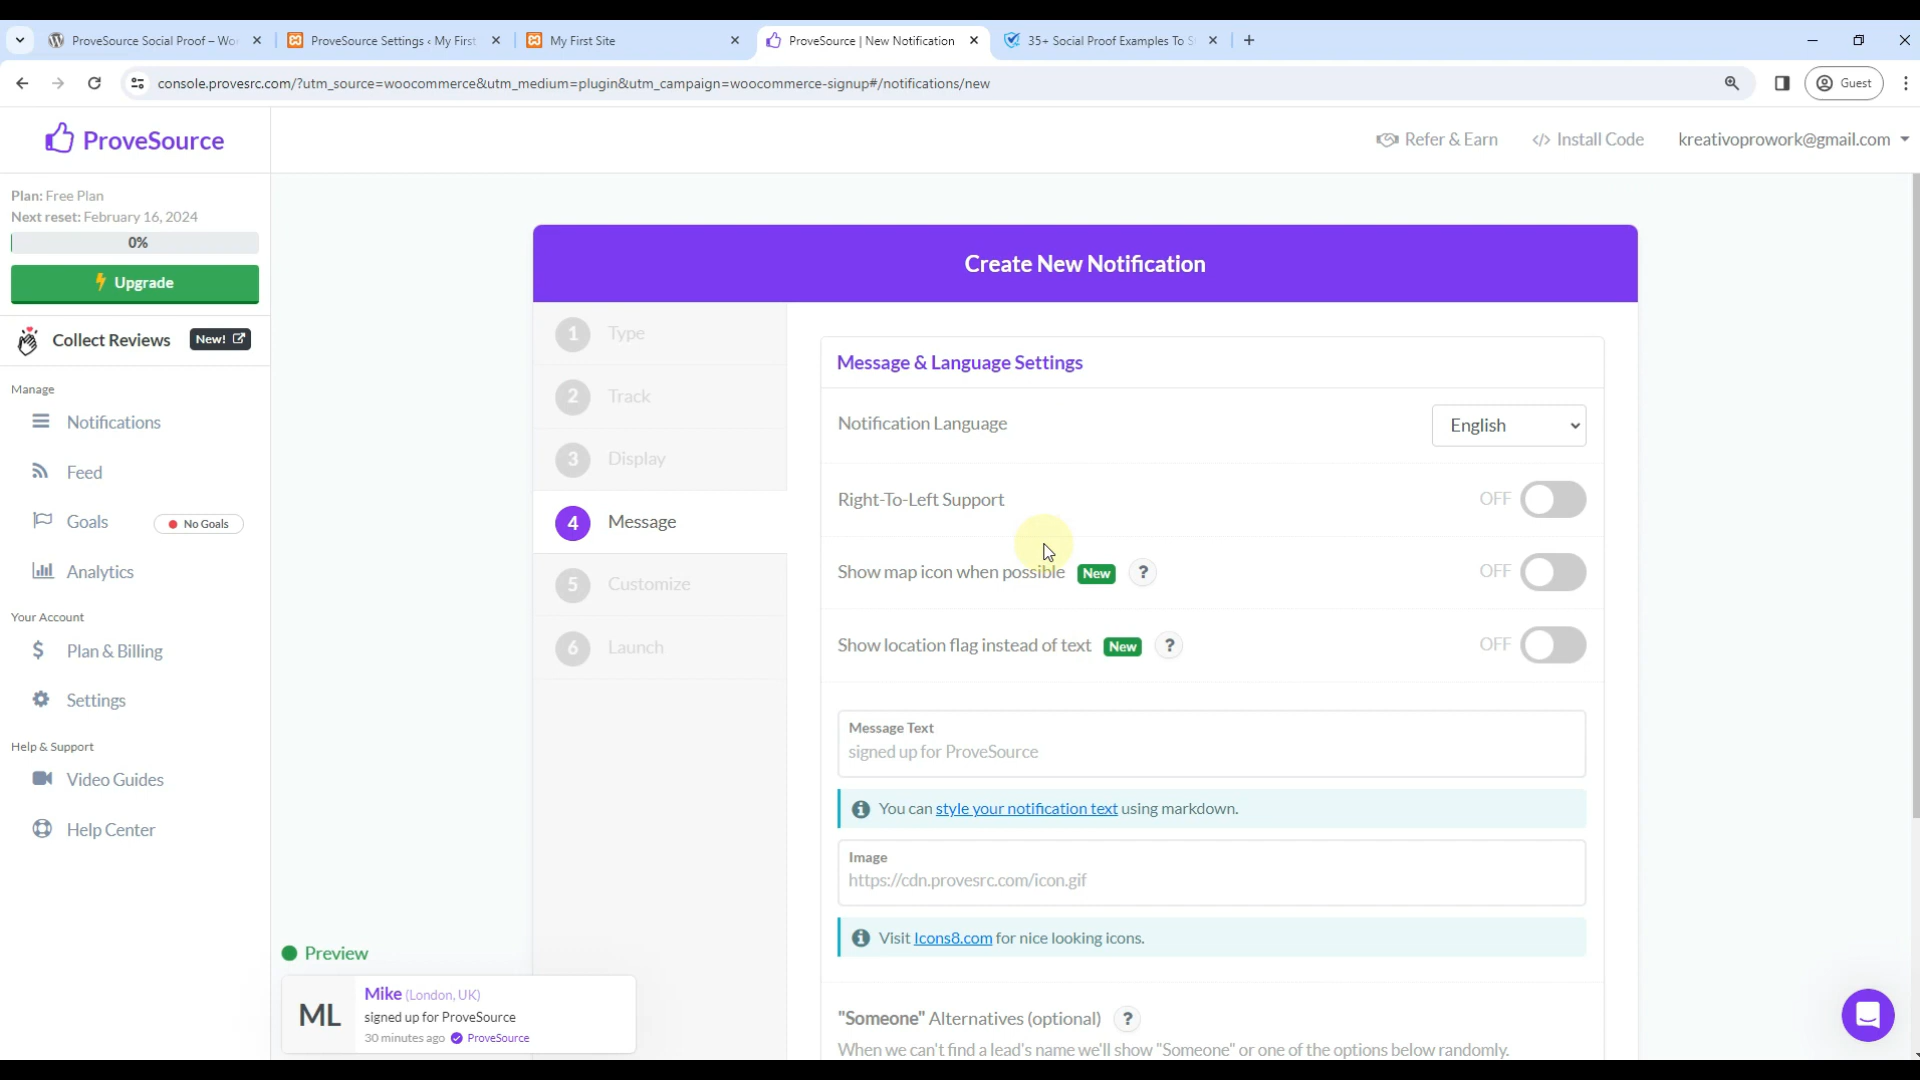 ProveSource Social Proof – Wo
ProveSource Settings ‹ My First
My First Site
ProveSource | New Notification
35+ Social Proof Examples To S
console.provesrc.com/?utm_source=woocommerce&utm_medium=plugin&utm_campaign=woocommerce-signup#/notifications/new
Guest
ProveSource
Refer & Earn
Install Code
kreativoprowork@gmail.com
Plan: Free Plan
Next reset: February 16, 2024
0%
Upgrade
Collect Reviews New!
Manage
Notifications
Feed
Goals No Goals
Analytics
Your Account
Plan & Billing
Settings
Help & Support
Video Guides
Help Center
Create New Notification
1 Type
2 Track
3 Display
4 Message
5 Customize
6 Launch
Message & Language Settings
Notification Language English
Right-To-Left Support OFF
Show map icon when possible New ? OFF
Show location flag instead of text New ? OFF
Message Text
signed up for ProveSource
You can style your notification text using markdown.
Image
https://cdn.provesrc.com/icon.gif
Visit Icons8.com for nice looking icons.
"Someone" Alternatives (optional) ?
When we can't find a lead's name we'll show "Someone" or one of the options below randomly.
Preview
ML
Mike (London, UK)
signed up for ProveSource
30 minutes ago ProveSource